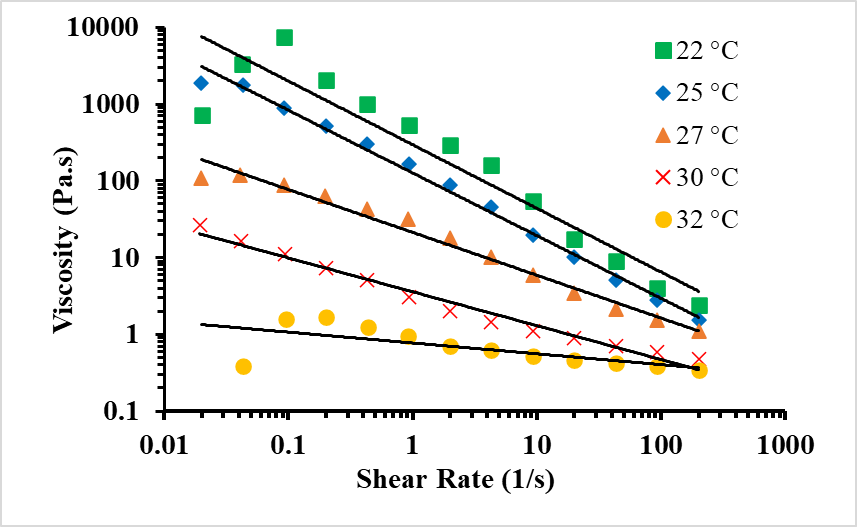 10000
1000
100
10
1
0.1
Viscosity (Pa.s)
22 °C
25 °C
27 °C
30 °C
32 °C
0.01 0.1 1 10 100 1000
Shear Rate (1/s)